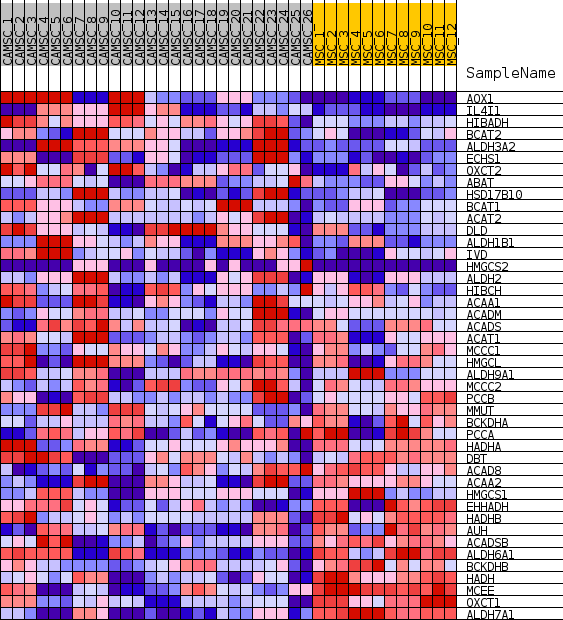 CAMSC_1 CAMSC_2 CAMSC_3 CAMSC_4 CAMSC_5 CAMSC_6 CAMSC_7 CAMSC_8 CAMSC_9 CAMSC_10 CAMSC_11 CAMSC_12 CAMSC_13 CAMSC_14 CAMSC_15 CAMSC_16 CAMSC_17 CAMSC_18 CAMSC_19 CAMSC_20 CAMSC_21 CAMSC_22 CAMSC_23 CAMSC_24 CAMSC_25 CAMSC_26 MSC_1 MSC_2 MSC_3 MSC_4 MSC_5 MSC_6 MSC_7 MSC_8 MSC_9 MSC_10 MSC_11 MSC_12
SampleName
AOX1
IL4I1
HIBADH
BCAT2
ALDH3A2
ECHS1
OXCT2
ABAT
HSD17B10
BCAT1
ACAT2
DLD
ALDH1B1
IVD
HMGCS2
ALDH2
HIBCH
ACAA1
ACADM
ACADS
ACAT1
MCCC1
HMGCL
ALDH9A1
MCCC2
PCCB
MMUT
BCKDHA
PCCA
HADHA
DBT
ACAD8
ACAA2
HMGCS1
EHHADH
HADHB
AUH
ACADSB
ALDH6A1
BCKDHB
HADH
MCEE
OXCT1
ALDH7A1